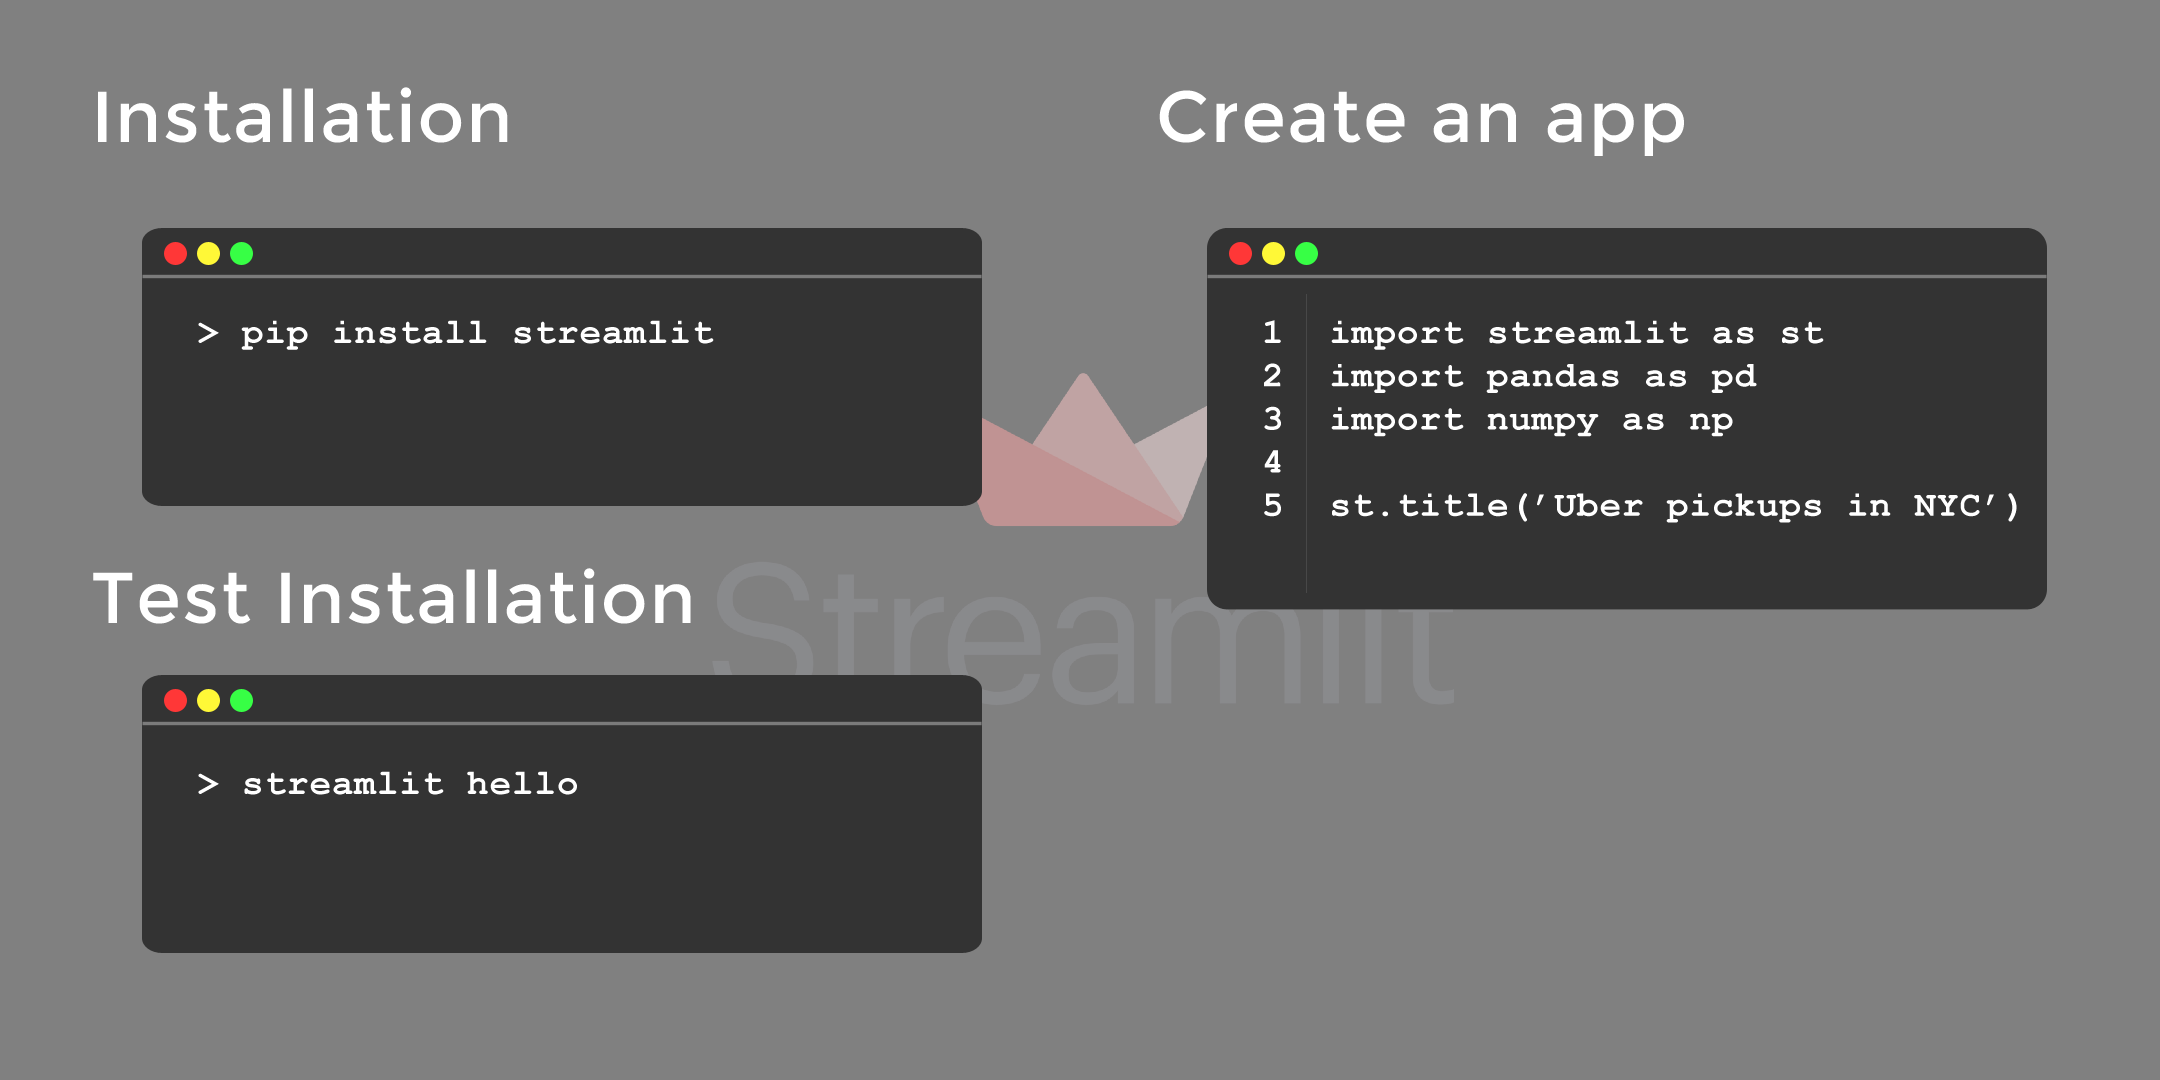 Installation
> pip install streamlit
Test Installation
> streamlit hello
Create an app
1 import streamlit as st
2 import pandas as pd
3 import numpy as np
4
5 st.title(’Uber pickups in NYC’)
Streamlit